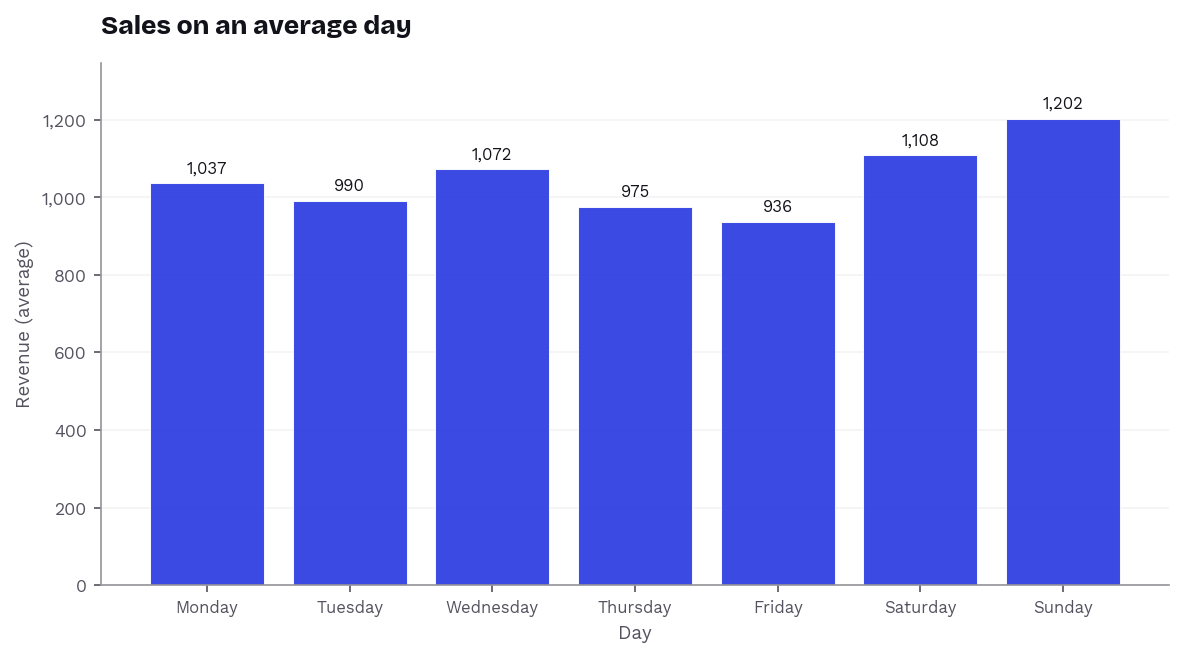 Sales on an average day
Revenue (average)
1,200
1,000
800
600
400
200
0
1,037
990
1,072
975
936
1,108
1,202
Monday
Tuesday
Wednesday
Thursday
Friday
Saturday
Sunday
Day